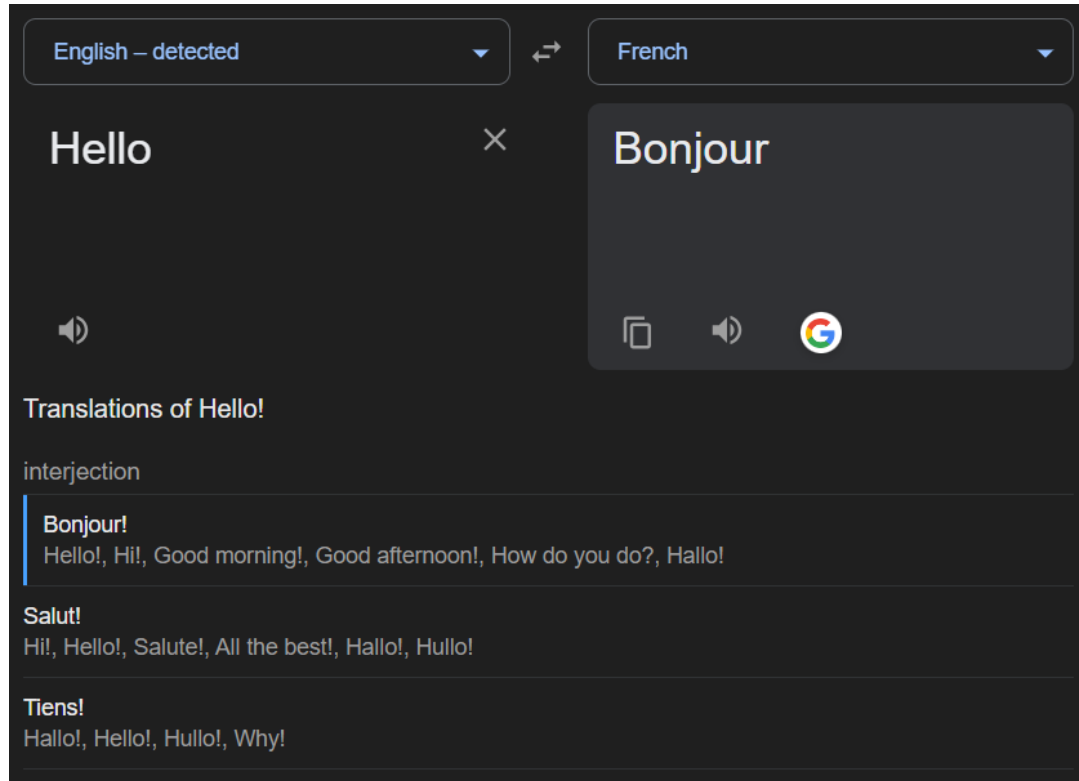 English – detected
French
Hello
Bonjour
Translations of Hello!
interjection
Bonjour!
Hello!, Hi!, Good morning!, Good afternoon!, How do you do?, Hallo!
Salut!
Hi!, Hello!, Salute!, All the best!, Hallo!, Hullo!
Tiens!
Hallo!, Hello!, Hullo!, Why!